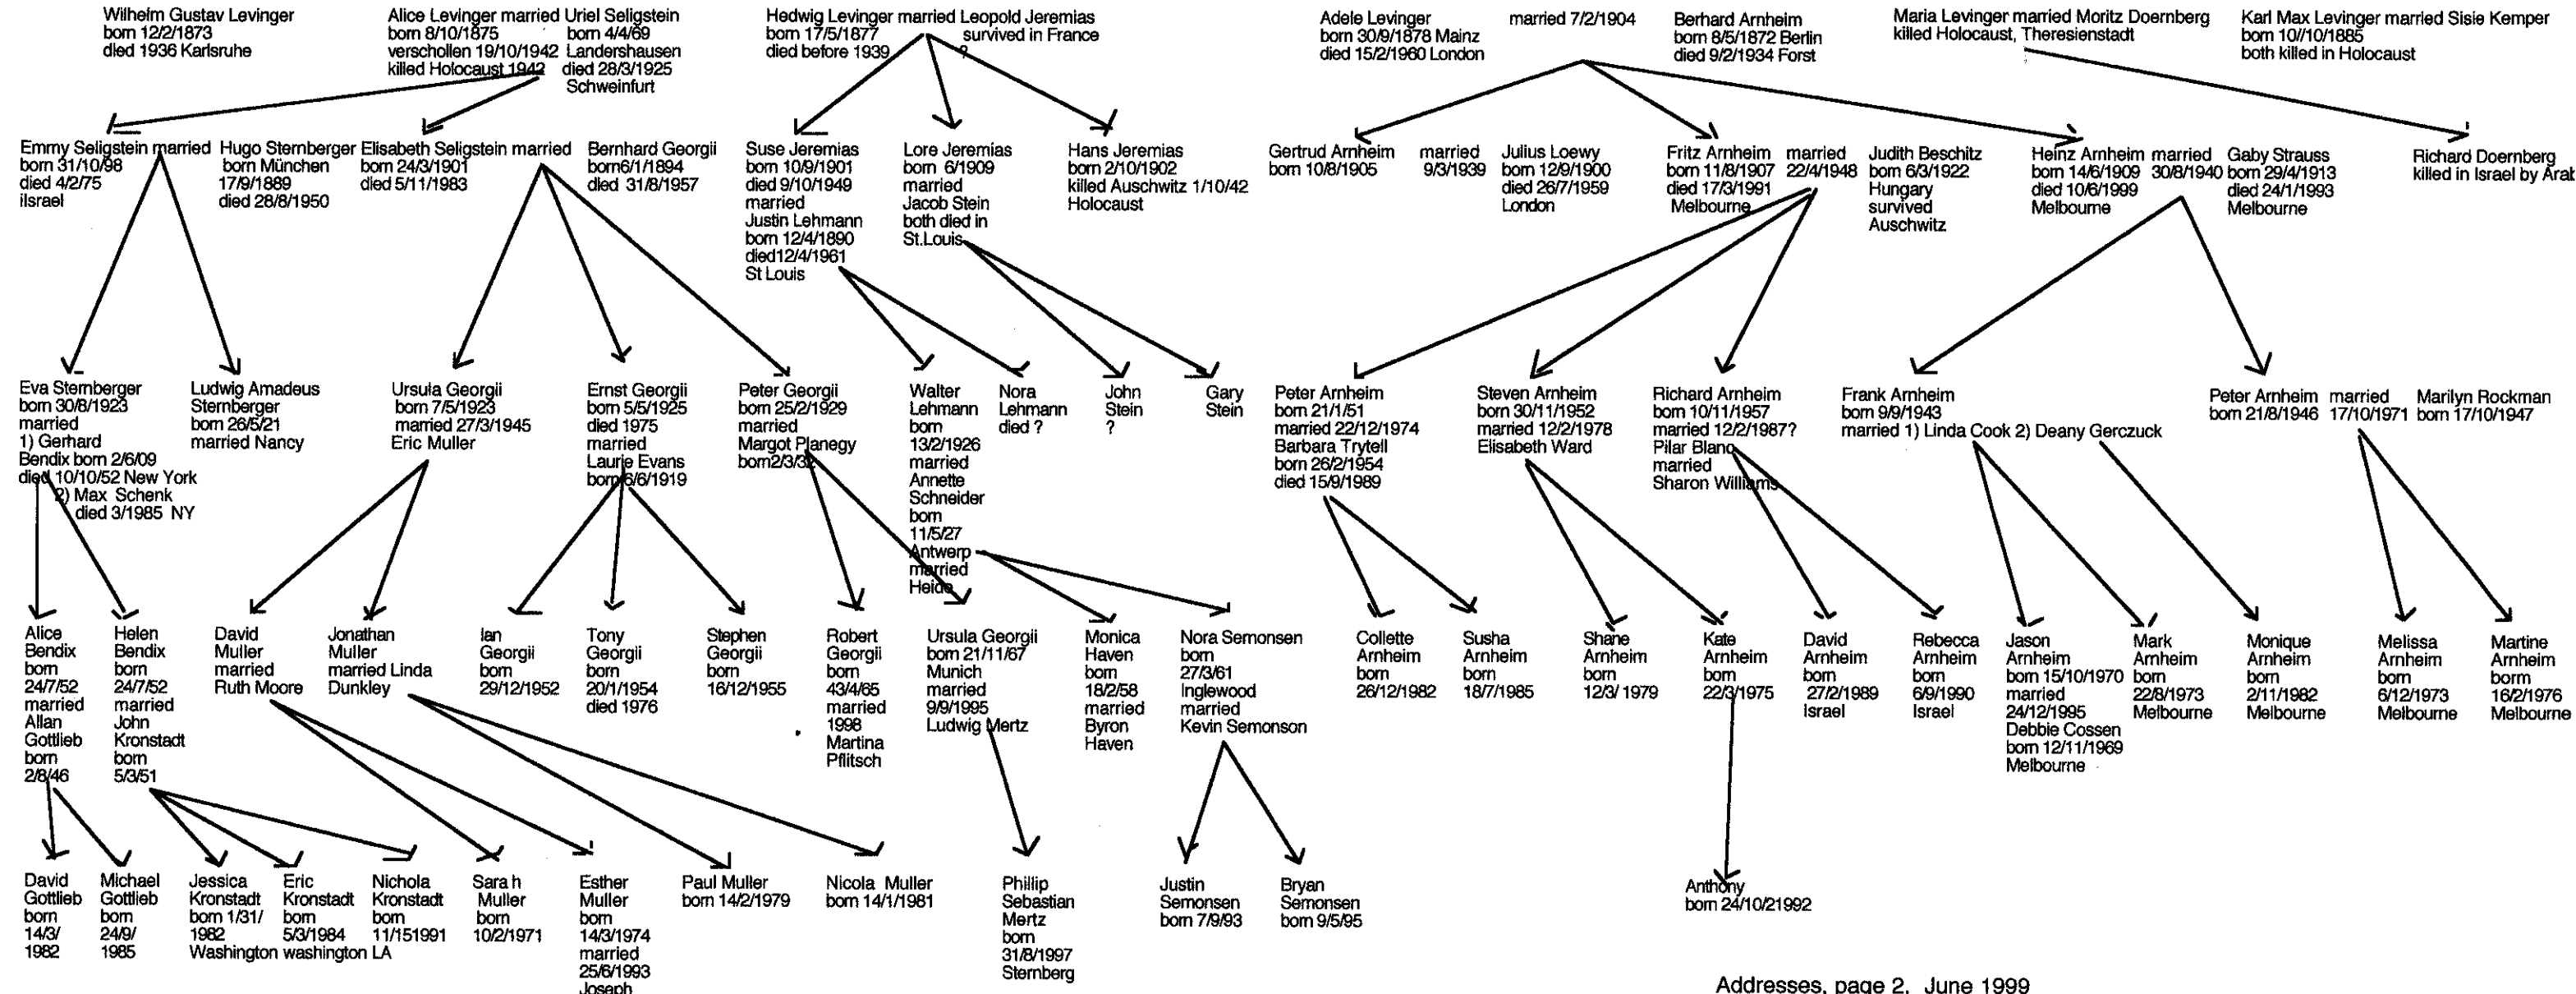 Wilhelm Gustav Levinger
born 12/2/1873
died 1936 Karlsruhe
Alice Levinger married Uriel Seligstein
born 8/10/1875 born 4/4/69
verschollen 19/10/1942 Landershausen
killed Holocaust 1942 died 28/3/1925
Schweinfurt
Hedwig Levinger married Leopold Jeremias
born 17/5/1877 survived in France
died before 1939 ?
Adele Levinger married 7/2/1904 Berhard Arnheim
born 30/9/1878 Mainz born 8/5/1872 Berlin
died 15/2/1960 London died 9/2/1934 Forst
Maria Levinger married Moritz Doernberg
killed Holocaust, Theresienstadt
Karl Max Levinger married Sisie Kemper
born 10//10/1885
both killed in Holocaust
Emmy Seligstein married Hugo Sternberger
born 31/10/98 born München
died 4/2/75 17/9/1889
iIsrael died 28/8/1950
Elisabeth Seligstein married Bernhard Georgii
born 24/3/1901 born6/1/1894
died 5/11/1983 died 31/8/1957
Suse Jeremias
born 10/9/1901
died 9/10/1949
married
Justin Lehmann
born 12/4/1890
died12/4/1961
St Louis
Lore Jeremias
born 6/1909
married
Jacob Stein
both died in
St.Louis
Hans Jeremias
born 2/10/1902
killed Auschwitz 1/10/42
Holocaust
Gertrud Arnheim married Julius Loewy
born 10/8/1905 9/3/1939 born 12/9/1900
died 26/7/1959
London
Fritz Arnheim married Judith Beschitz
born 11/8/1907 22/4/1948 born 6/3/1922
died 17/3/1991 Hungary
Melbourne survived
Auschwitz
Heinz Arnheim married Gaby Strauss
born 14/6/1909 30/8/1940 born 29/4/1913
died 10/6/1999 died 24/1/1993
Melbourne Melbourne
Richard Doernberg
killed in Israel by Arab
Eva Sternberger
born 30/8/1923
married
1) Gerhard
Bendix born 2/6/09
died 10/10/52 New York
2) Max Schenk
died 3/1985 NY
Ludwig Amadeus
Sternberger
born 26/5/21
married Nancy
Ursula Georgii
born 7/5/1923
married 27/3/1945
Eric Muller
Ernst Georgii
born 5/5/1925
died 1975
married
Laurie Evans
born 6/6/1919
Peter Georgii
born 25/2/1929
married
Margot Planegy
born2/3/32
Walter
Lehmann
born
13/2/1926
married
Annette
Schneider
born
11/5/27
Antwerp
married
Heide
Nora
Lehmann
died ?
John
Stein
?
Gary
Stein
Peter Arnheim
born 21/1/51
married 22/12/1974
Barbara Trytell
born 26/2/1954
died 15/9/1989
Steven Arnheim
born 30/11/1952
married 12/2/1978
Elisabeth Ward
Richard Arnheim
born 10/11/1957
married 12/2/1987?
Pilar Blano
married
Sharon Williams
Frank Arnheim
born 9/9/1943
married 1) Linda Cook 2) Deany Gerczuck
Peter Arnheim married Marilyn Rockman
born 21/8/1946 17/10/1971 born 17/10/1947
Alice
Bendix
born
24/7/52
married
Allan
Gottlieb
born
2/8/46
Helen
Bendix
born
24/7/52
married
John
Kronstadt
born
5/3/51
David
Muller
married
Ruth Moore
Jonathan
Muller
married Linda
Dunkley
Ian
Georgii
born
29/12/1952
Tony
Georgii
born
20/1/1954
died 1976
Stephen
Georgii
born
16/12/1955
Robert
Georgii
born
43/4/65
married
1998
Martina
Pflitsch
Ursula Georgii
born 21/11/67
Munich
married
9/9/1995
Ludwig Mertz
Monica
Haven
born
18/2/58
married
Byron
Haven
Nora Semonsen
born
27/3/61
Inglewood
married
Kevin Semonson
Collette
Arnheim
born
26/12/1982
Susha
Arnheim
born
18/7/1985
Shane
Arnheim
born
12/3/ 1979
Kate
Arnheim
born
22/3/1975
David
Arnheim
born
27/2/1989
Israel
Rebecca
Arnheim
born
6/9/1990
Israel
Jason
Arnheim
born 15/10/1970
married
24/12/1995
Debbie Cossen
born 12/11/1969
Melbourne
Mark
Arnheim
born
22/8/1973
Melbourne
Monique
Arnheim
born
2/11/1982
Melbourne
Melissa
Arnheim
born
6/12/1973
Melbourne
Martine
Arnheim
borm
16/2/1976
Melbourne
David
Gottlieb
born
14/3/
1982
Michael
Gottlieb
born
24/9/
1985
Jessica
Kronstadt
born 1/31/
1982
Washington
Eric
Kronstadt
born
5/3/1984
washington
Nichola
Kronstadt
born
11/151991
LA
Sara h
Muller
born
10/2/1971
Esther
Muller
born
14/3/1974
married
25/6/1993
Joseph
Paul Muller
born 14/2/1979
Nicola Muller
born 14/1/1981
Phillip
Sebastian
Mertz
born
31/8/1997
Sternberg
Justin
Semonsen
born 7/9/93
Bryan
Semonsen
born 9/5/95
Anthony
born 24/10/21992
Addresses, page 2. June 1999